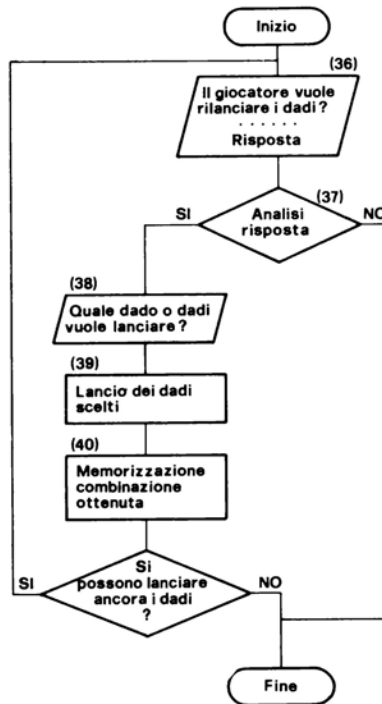 Inizio
(36)
Il giocatore vuole
rilanciare i dadi?
. . . . . .
Risposta
(37)
SI
NO
Analisi
risposta
(38)
Quale dado o dadi
vuole lanciare?
(39)
Lancio dei dadi
scelti
(40)
Memorizzazione
combinazione
ottenuta
Si
possono lanciare
ancora i dadi
?
SI
NO
Fine